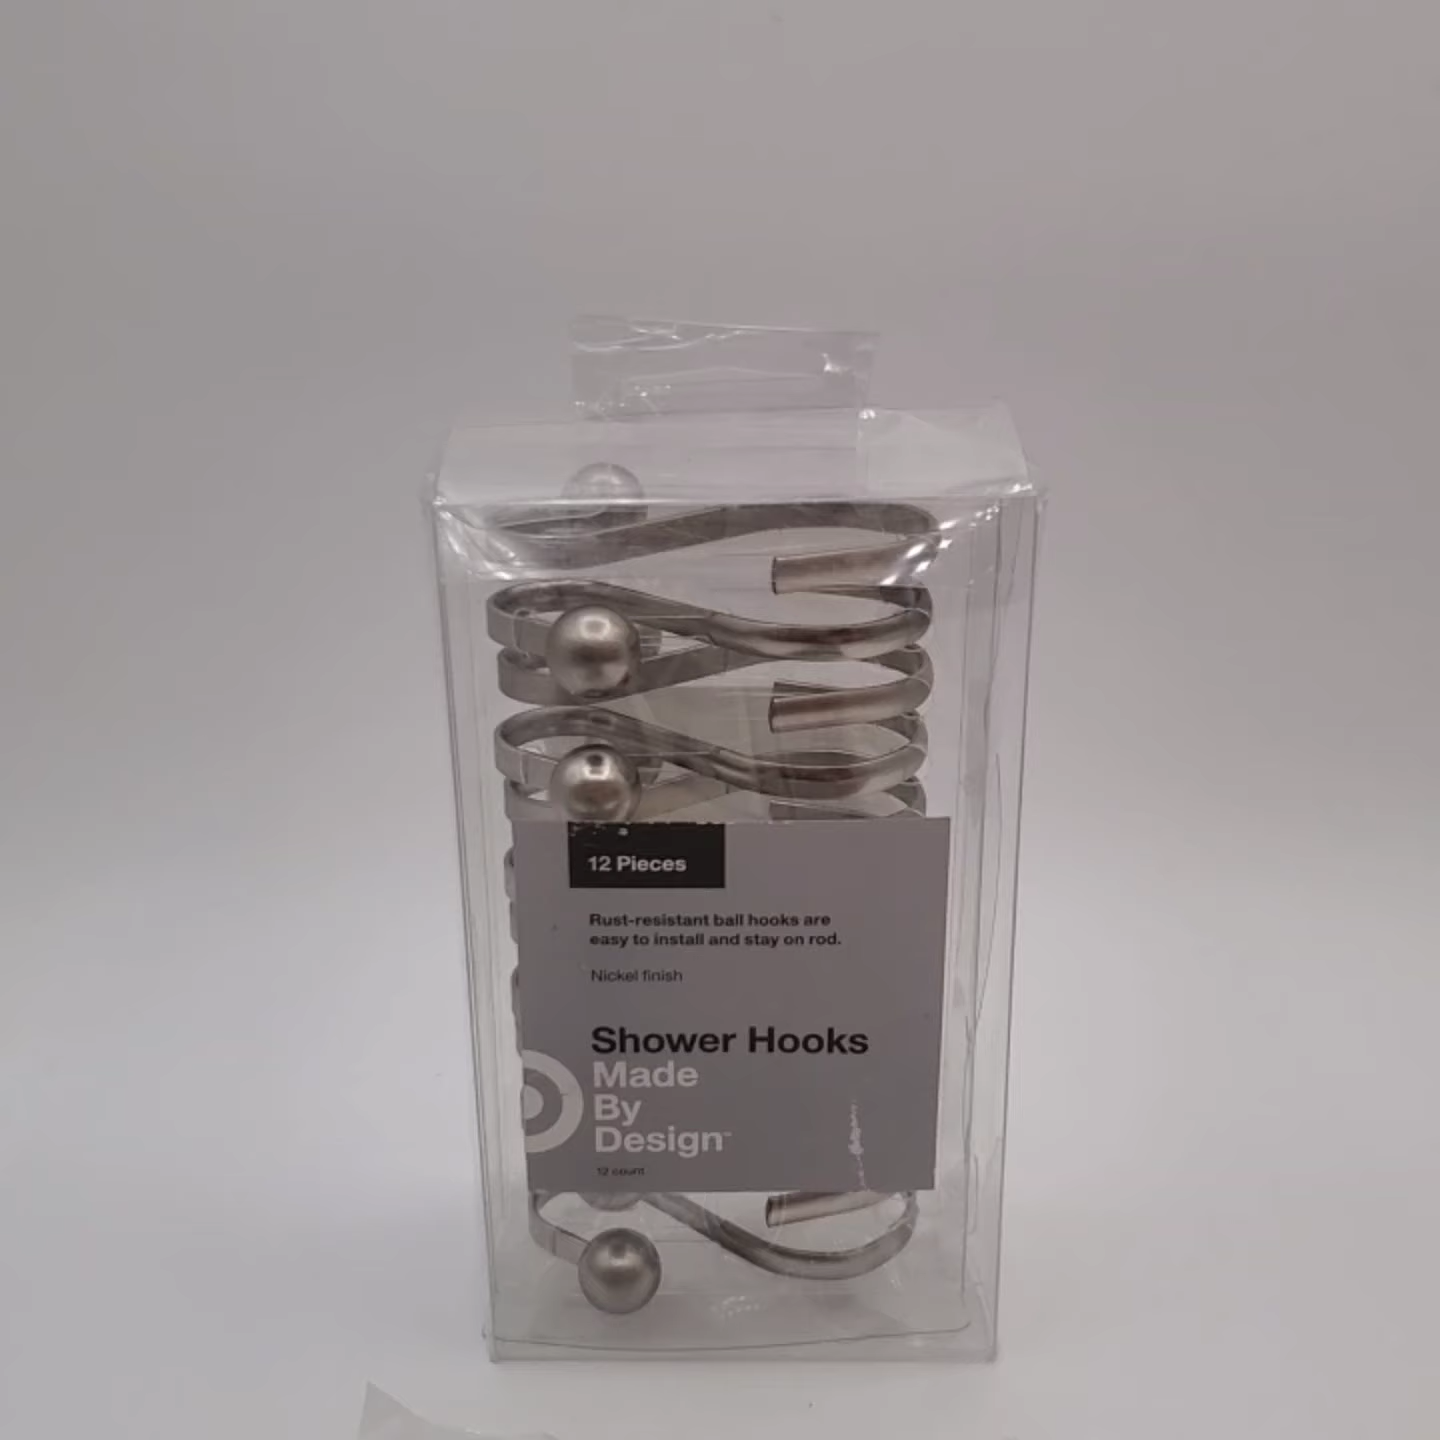 12 Pieces
Rust-resistant ball hooks are
easy to install and stay on rod.
Nickel finish
Shower Hooks
Made
By
Design™
12 count